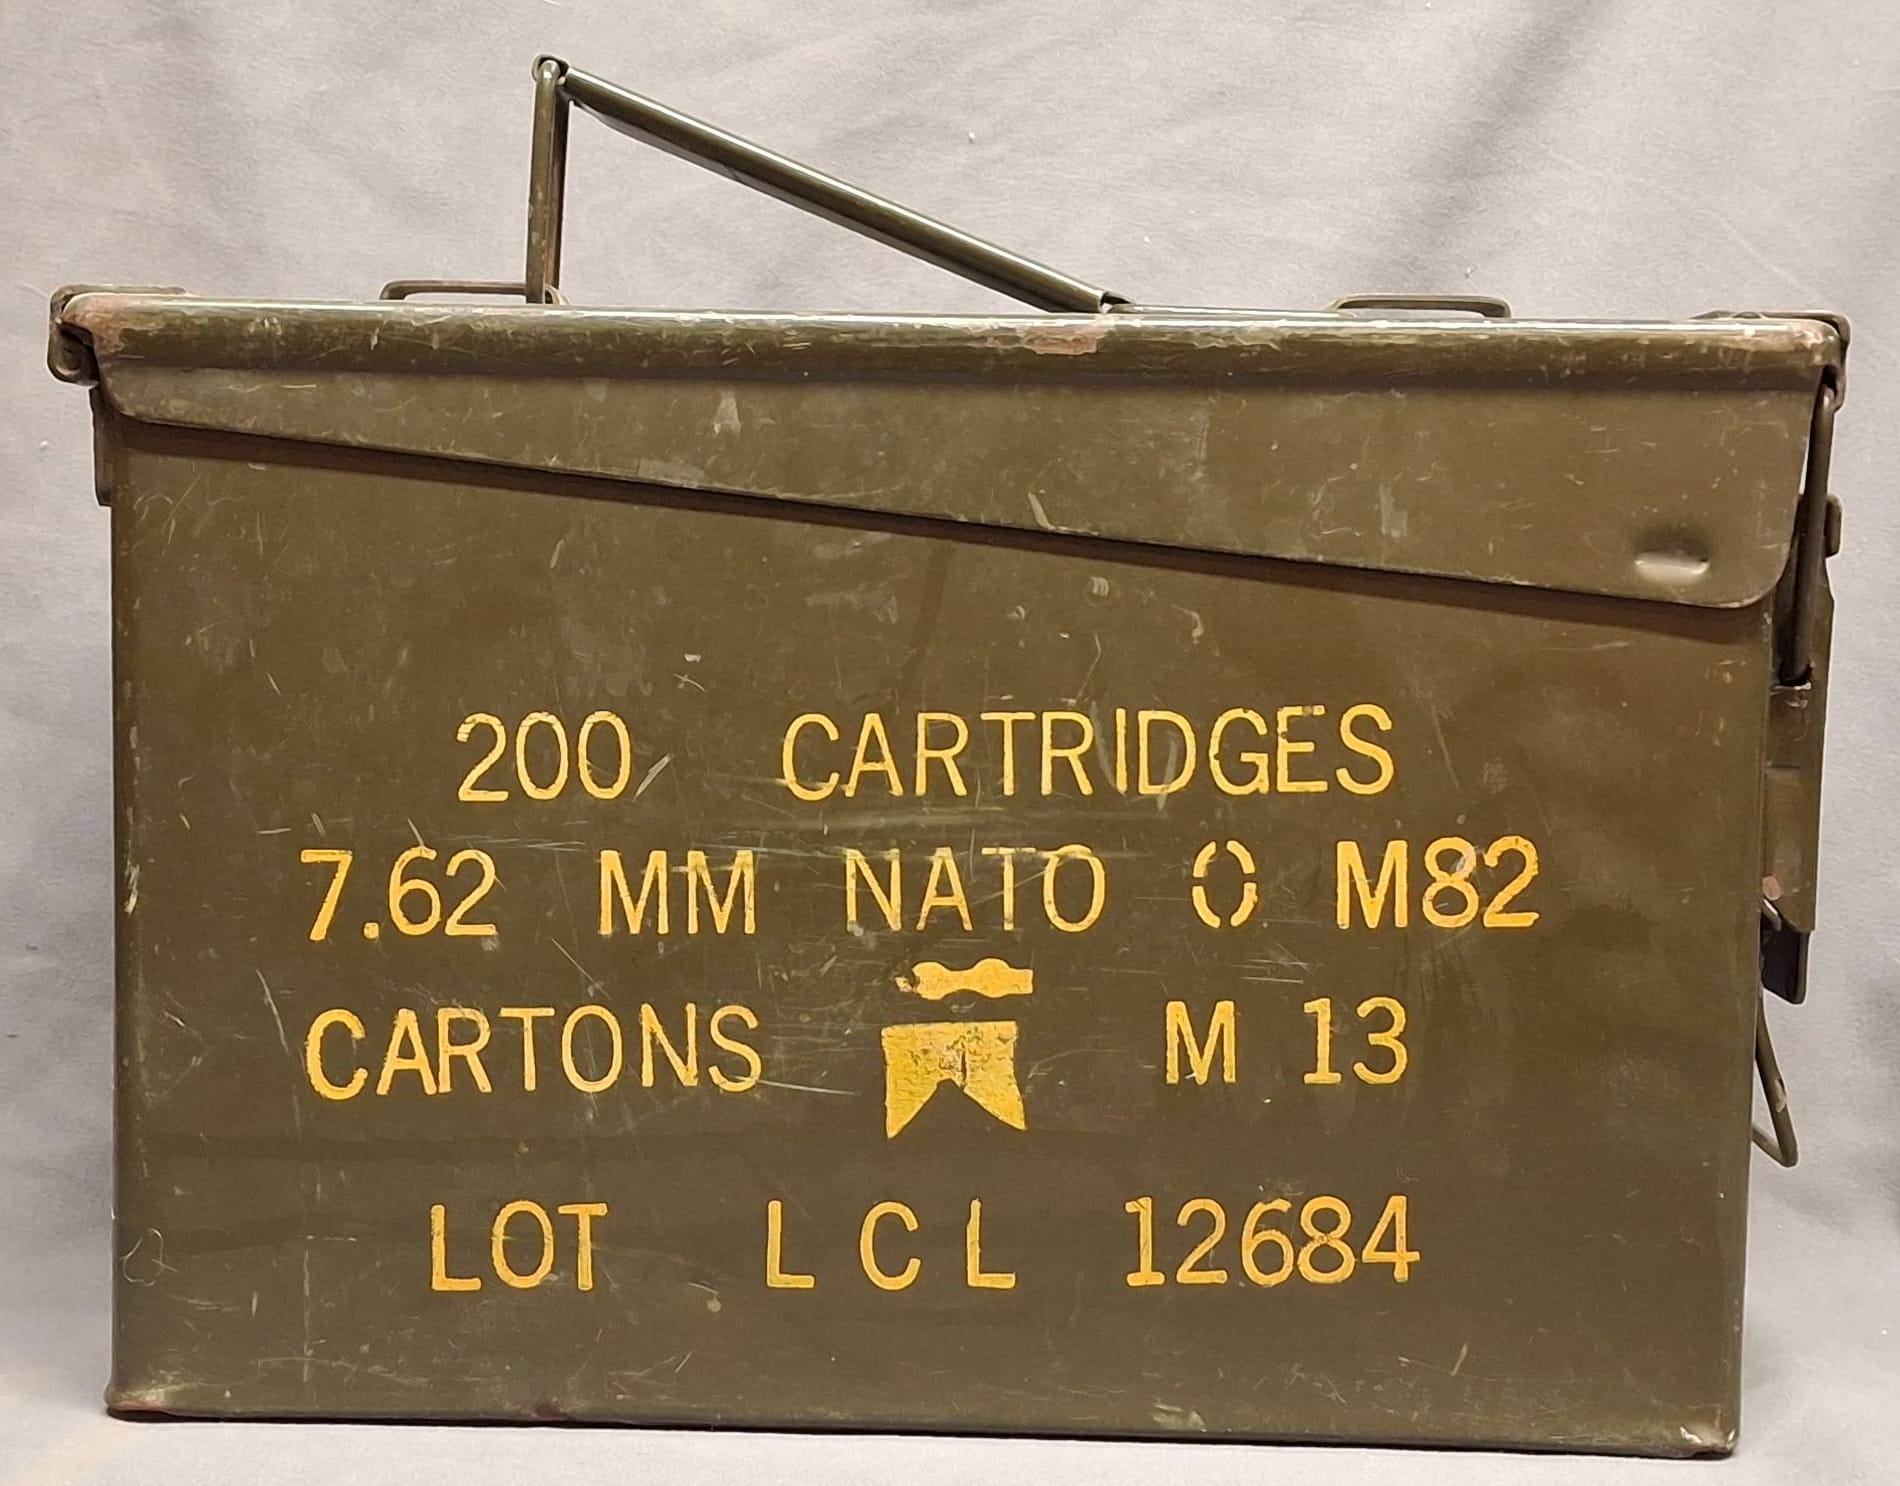 200 CARTRIDGES
7.62 MM NATO M82
CARTONS M 13
LOT L C L 12684